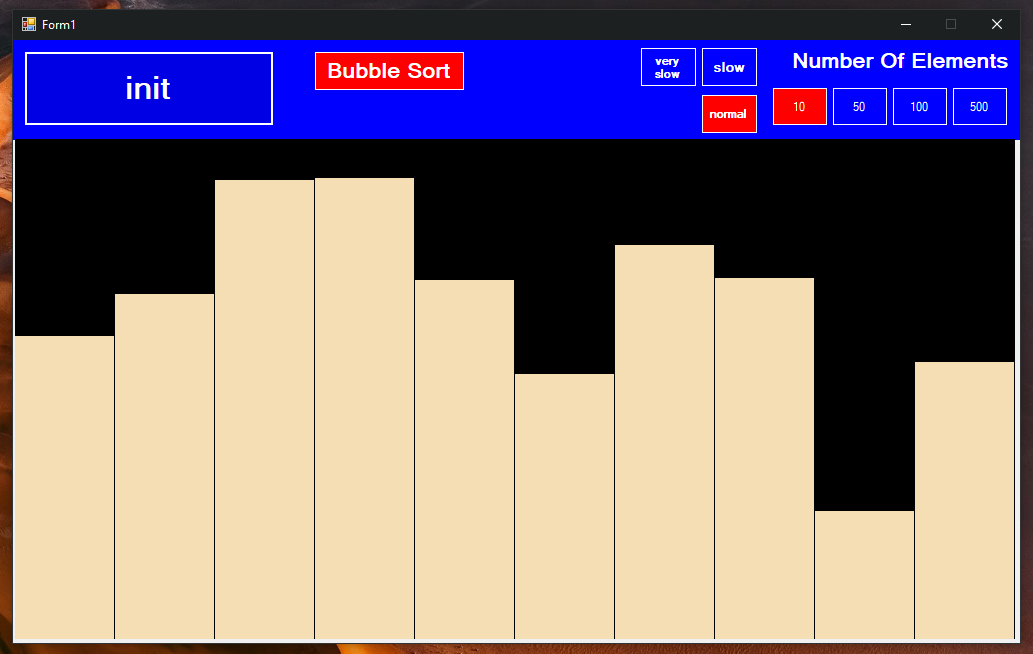 Form1
init
Bubble Sort
very
slow
slow
normal
Number Of Elements
10
50
100
500